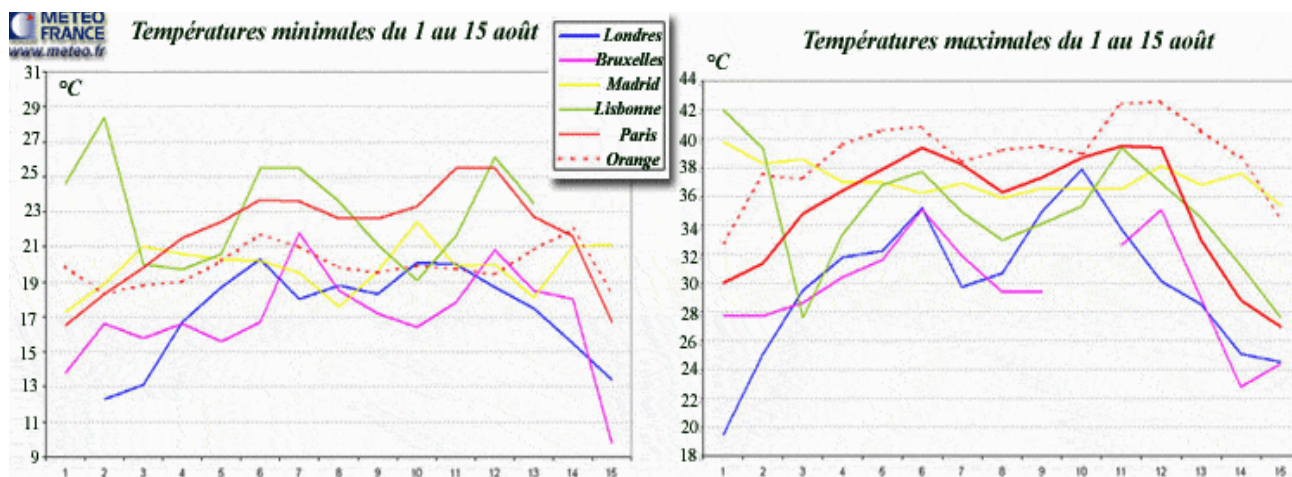 METEO
FRANCE
www.meteo.fr
Températures minimales du 1 au 15 août
°C
31
29
27
25
23
21
19
17
15
13
11
9
1 2 3 4 5 6 7 8 9 10 11 12 13 14 15
Londres
Bruxelles
Madrid
Lisbonne
Paris
Orange
Températures maximales du 1 au 15 août
°C
44
42
40
38
36
34
32
30
28
26
24
22
20
18
1 2 3 4 5 6 7 8 9 10 11 12 13 14 15